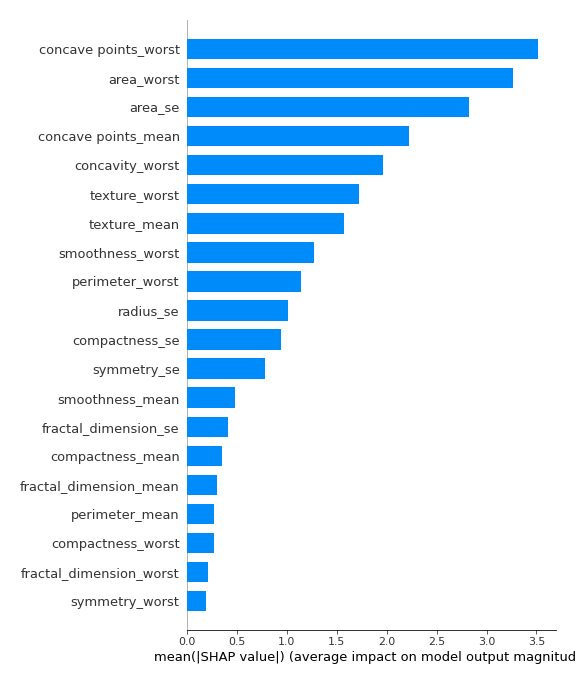 concave points_worst
area_worst
area_se
concave points_mean
concavity_worst
texture_worst
texture_mean
smoothness_worst
perimeter_worst
radius_se
compactness_se
symmetry_se
smoothness_mean
fractal_dimension_se
compactness_mean
fractal_dimension_mean
perimeter_mean
compactness_worst
fractal_dimension_worst
symmetry_worst
0.0 0.5 1.0 1.5 2.0 2.5 3.0 3.5
mean(|SHAP value|) (average impact on model output magnitud